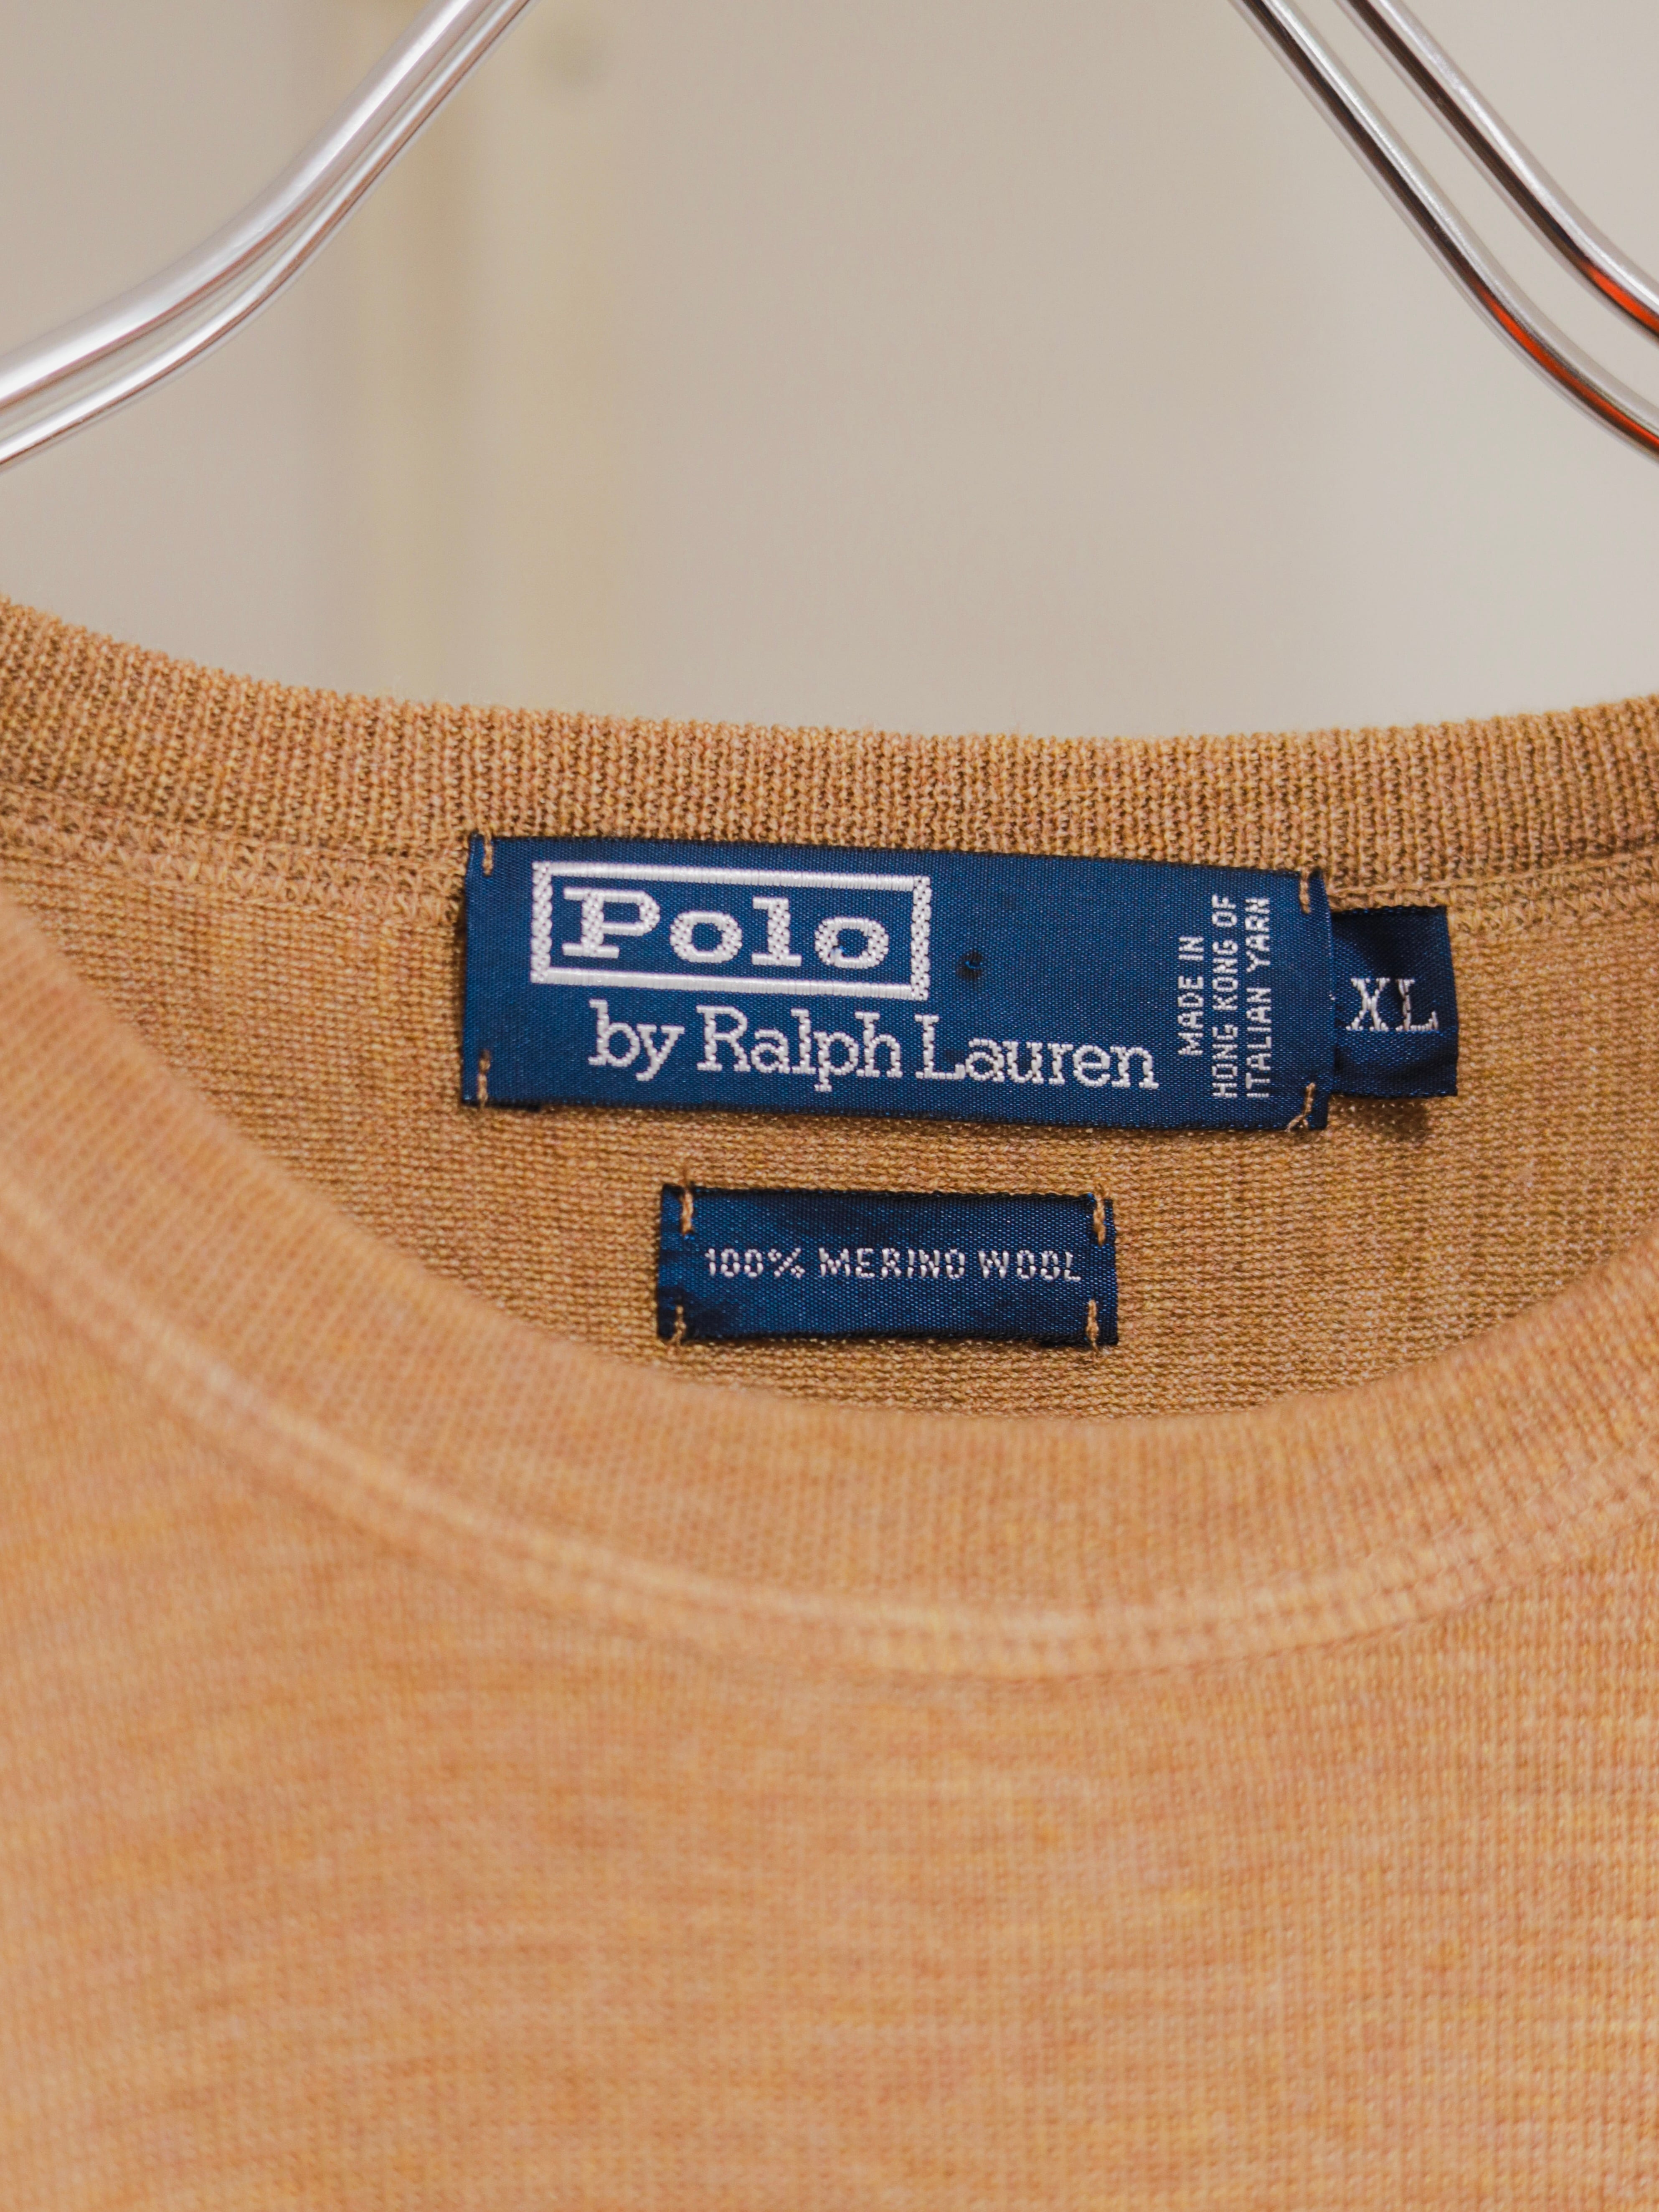 Polo
by Ralph Lauren
MADE IN
HONG KONG OF
ITALIAN YARN
XL
100% MERINO WOOL